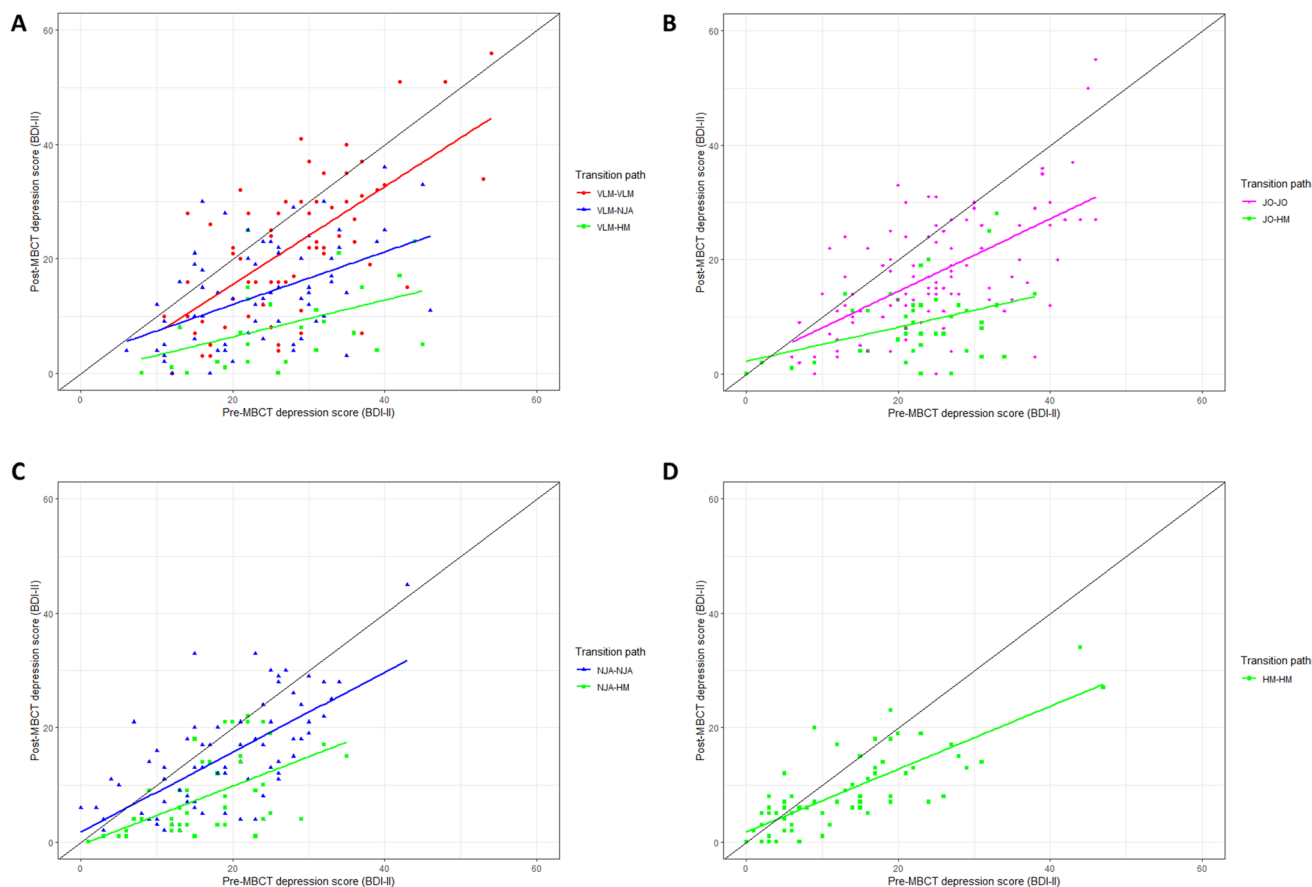 A
Post-MBCT depression score (BDI-II)
60
40
20
0
0 20 40 60
Pre-MBCT depression score (BDI-II)
Transition path
VLM-VLM
VLM-NJA
VLM-HM
B
Post-MBCT depression score (BDI-II)
60
40
20
0
0 20 40 60
Pre-MBCT depression score (BDI-II)
Transition path
JO-JO
JO-HM
C
Post-MBCT depression score (BDI-II)
60
40
20
0
0 20 40 60
Pre-MBCT depression score (BDI-II)
Transition path
NJA-NJA
NJA-HM
D
Post-MBCT depression score (BDI-II)
60
40
20
0
0 20 40 60
Pre-MBCT depression score (BDI-II)
Transition path
HM-HM